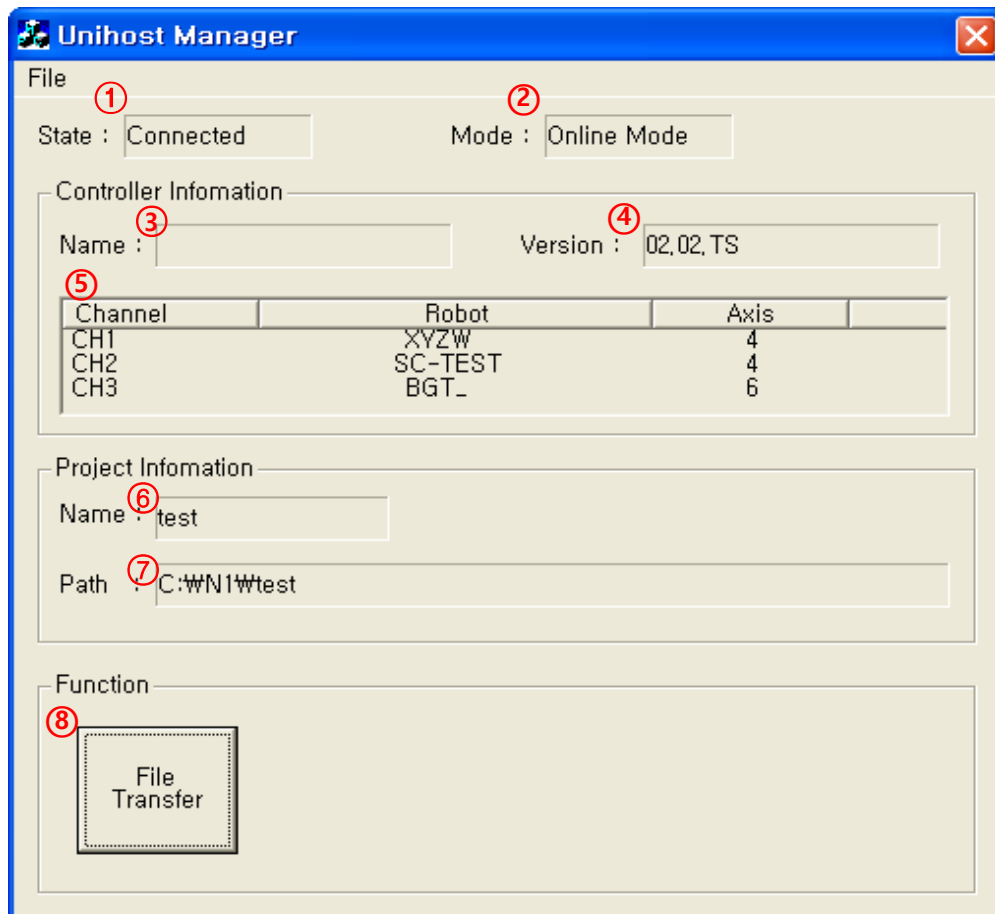 Unihost Manager
File
① ②
State : Connected Mode : Online Mode
Controller Infomation
③ ④
Name : Version : 02,02, TS
⑤
Channel Robot Axis
CH1 XYZW 4
CH2 SC-TEST 4
CH3 BGT_ 6
Project Infomation
⑥
Name : test
⑦
Path : C:₩N1₩test
Function
⑧
File
Transfer